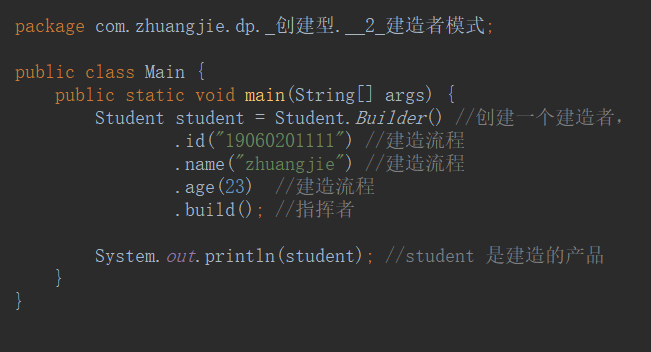 package com.zhuangjie.dp._创建型.__2_建造者模式;
public class Main {
public static void main(String[] args) {
Student student = Student.Builder() //创建一个建造者,
.id("19060201111") //建造流程
.name("zhuangjie") //建造流程
.age(23)  //建造流程
.build(); //指挥者
System.out.println(student); //student 是建造的产品
}
}